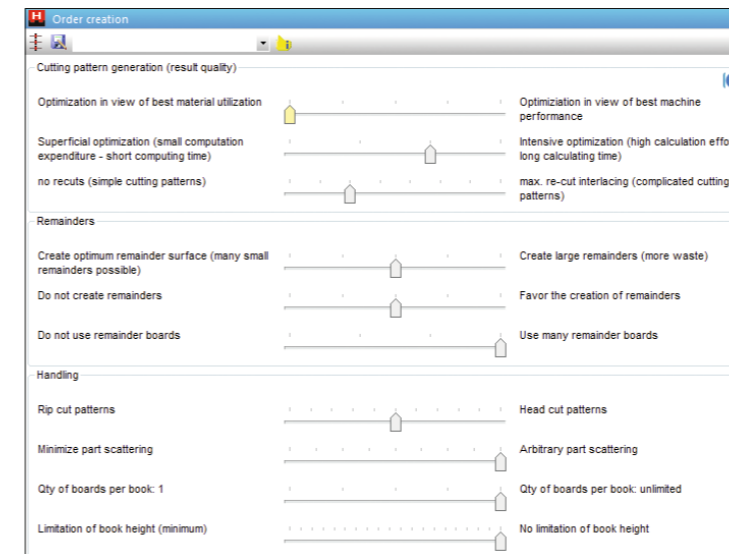 H Order creation
Cutting pattern generation (result quality)
Optimization in view of best material utilization
Optimiziation in view of best machine
performance
Superficial optimization (small computation
expenditure - short computing time)
Intensive optimization (high calculation effo
long calculating time)
no recuts (simple cutting patterns)
max. re-cut interlacing (complicated cutting
patterns)
Remainders
Create optimum remainder surface (many small
remainders possible)
Create large remainders (more waste)
Do not create remainders
Favor the creation of remainders
Do not use remainder boards
Use many remainder boards
Handling
Rip cut patterns
Head cut patterns
Minimize part scattering
Arbitrary part scattering
Qty of boards per book: 1
Qty of boards per book: unlimited
Limitation of book height (minimum)
No limitation of book height